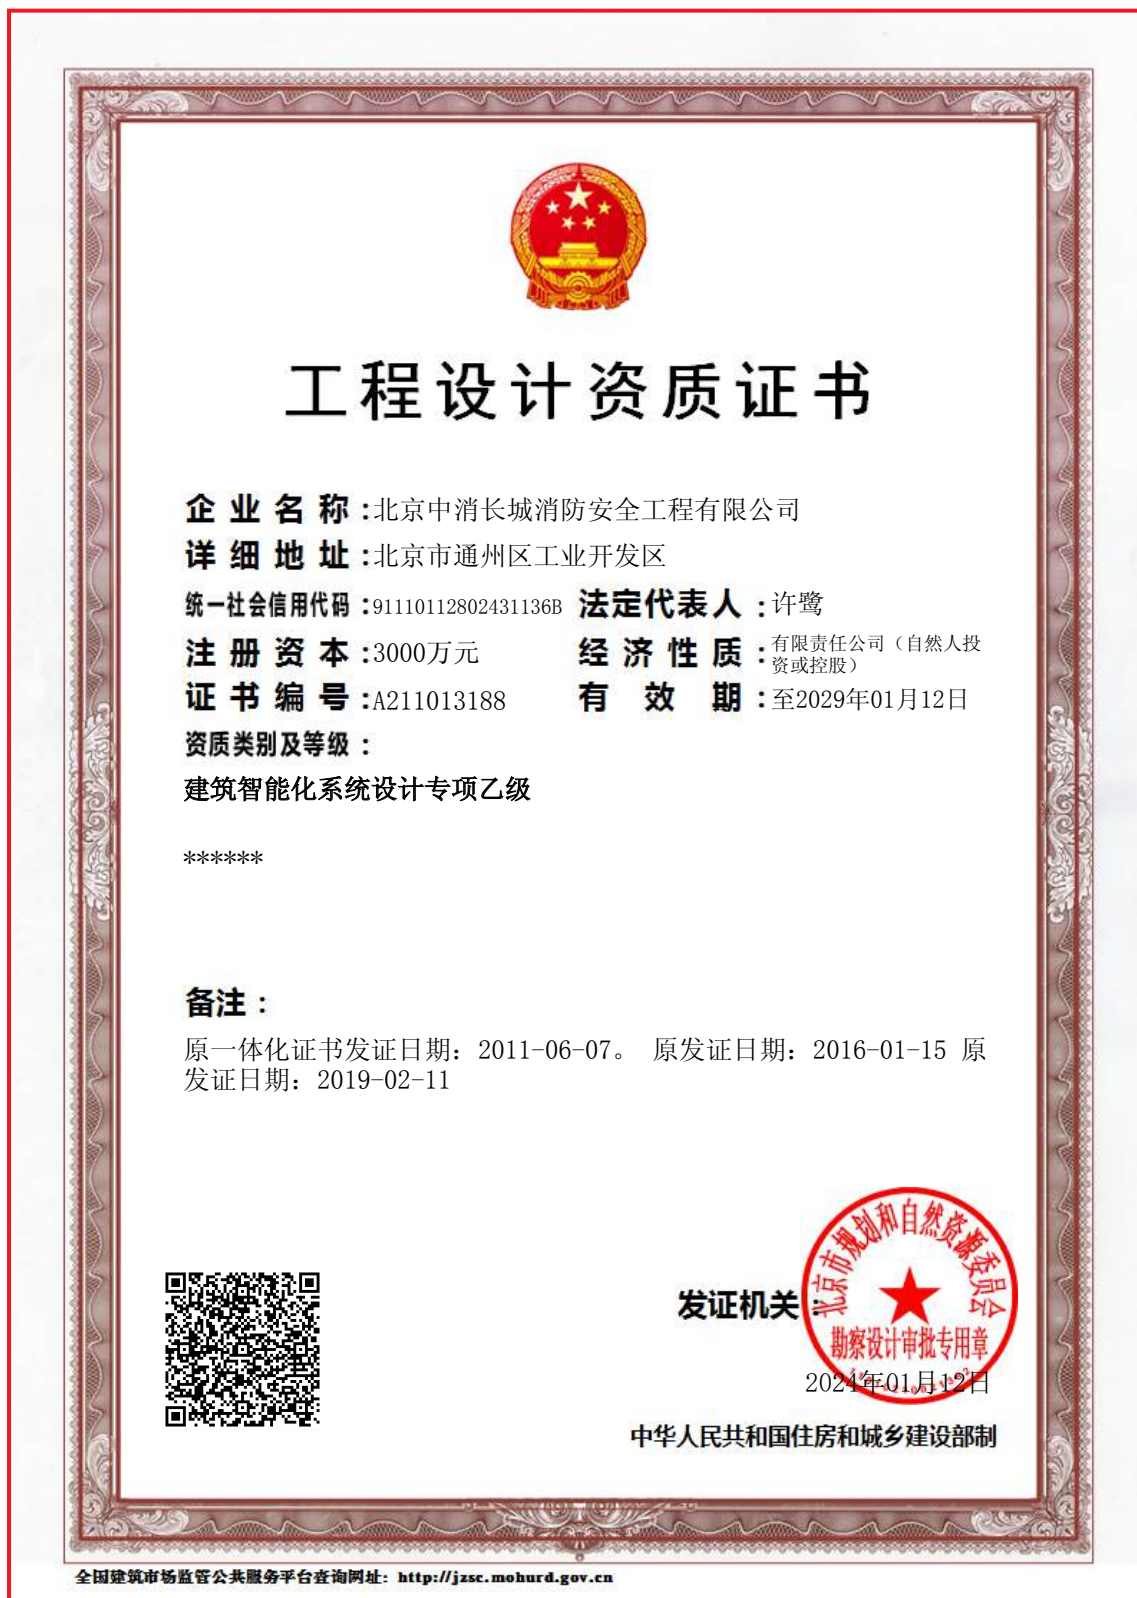 工程设计资质证书
企业名称：北京中消长城消防安全工程有限公司
详细地址：北京市通州区工业开发区
统一社会信用代码：91110112802431136B 法定代表人：许鹭
注册资本：3000万元 经济性质：有限责任公司（自然人投资或控股）
证书编号：A211013188 有效期：至2029年01月12日
资质类别及等级：
建筑智能化系统设计专项乙级
******
备注：
原一体化证书发证日期：2011-06-07。 原发证日期：2016-01-15 原
发证日期：2019-02-11
北京市规划和自然资源委员会
发证机关：
勘察设计审批专用章
2024年01月12日
中华人民共和国住房和城乡建设部制
全国建筑市场监管公共服务平台查询网址：http://jzsc.mohurd.gov.cn